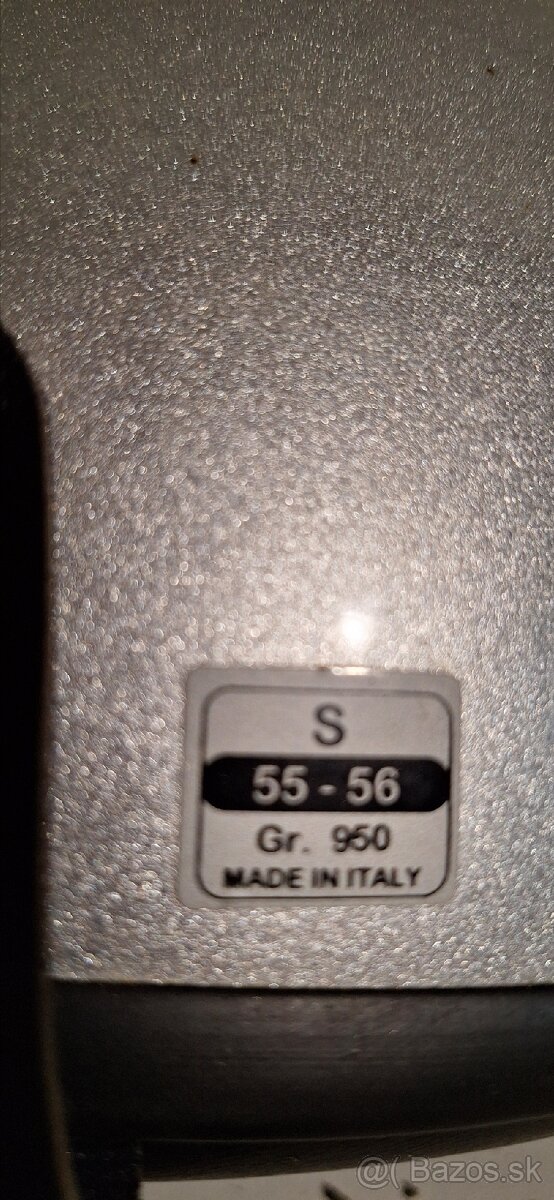 S
55 - 56
Gr. 950
MADE IN ITALY
@( Bazos.sk